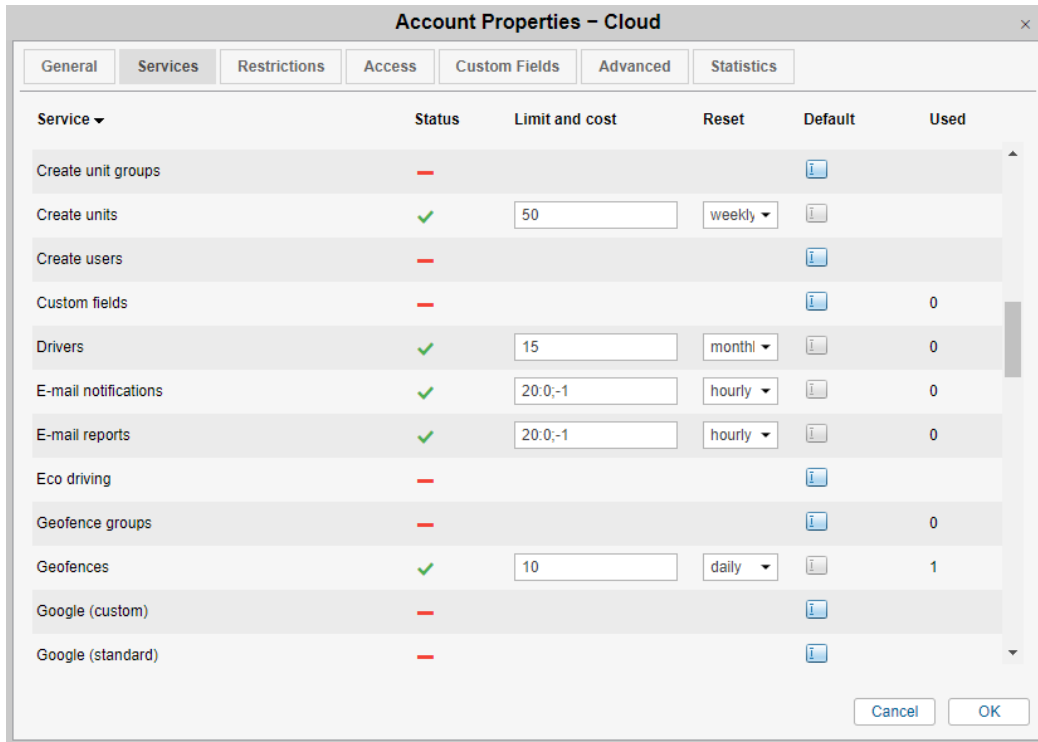 Account Properties – Cloud ×
General Services Restrictions Access Custom Fields Advanced Statistics
Service Status Limit and cost Reset Default Used
Create unit groups
Create units 50 weekly
Create users
Custom fields 0
Drivers 15 monthl 0
E-mail notifications 20:0;-1 hourly 0
E-mail reports 20:0;-1 hourly 0
Eco driving
Geofence groups 0
Geofences 10 daily 1
Google (custom)
Google (standard)
Cancel OK